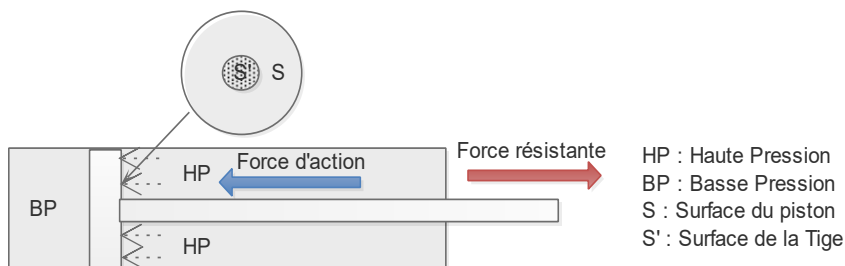 S' S
Force résistante
Force d'action
HP
BP
HP
HP : Haute Pression
BP : Basse Pression
S : Surface du piston
S' : Surface de la Tige